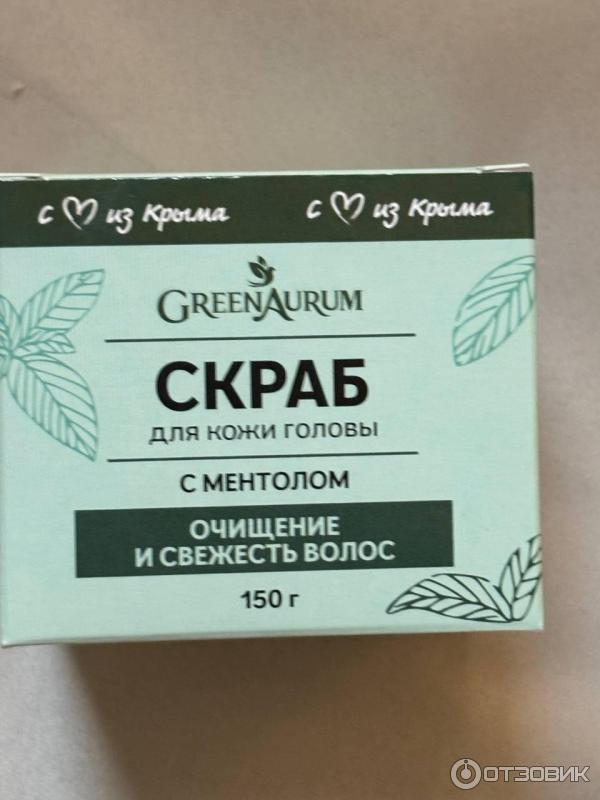 с из Крыма с из Крыма
GREENAURUM
СКРАБ
ДЛЯ КОЖИ ГОЛОВЫ
С МЕНТОЛОМ
ОЧИЩЕНИЕ
И СВЕЖЕСТЬ ВОЛОС
150 г
ОТЗОВИК